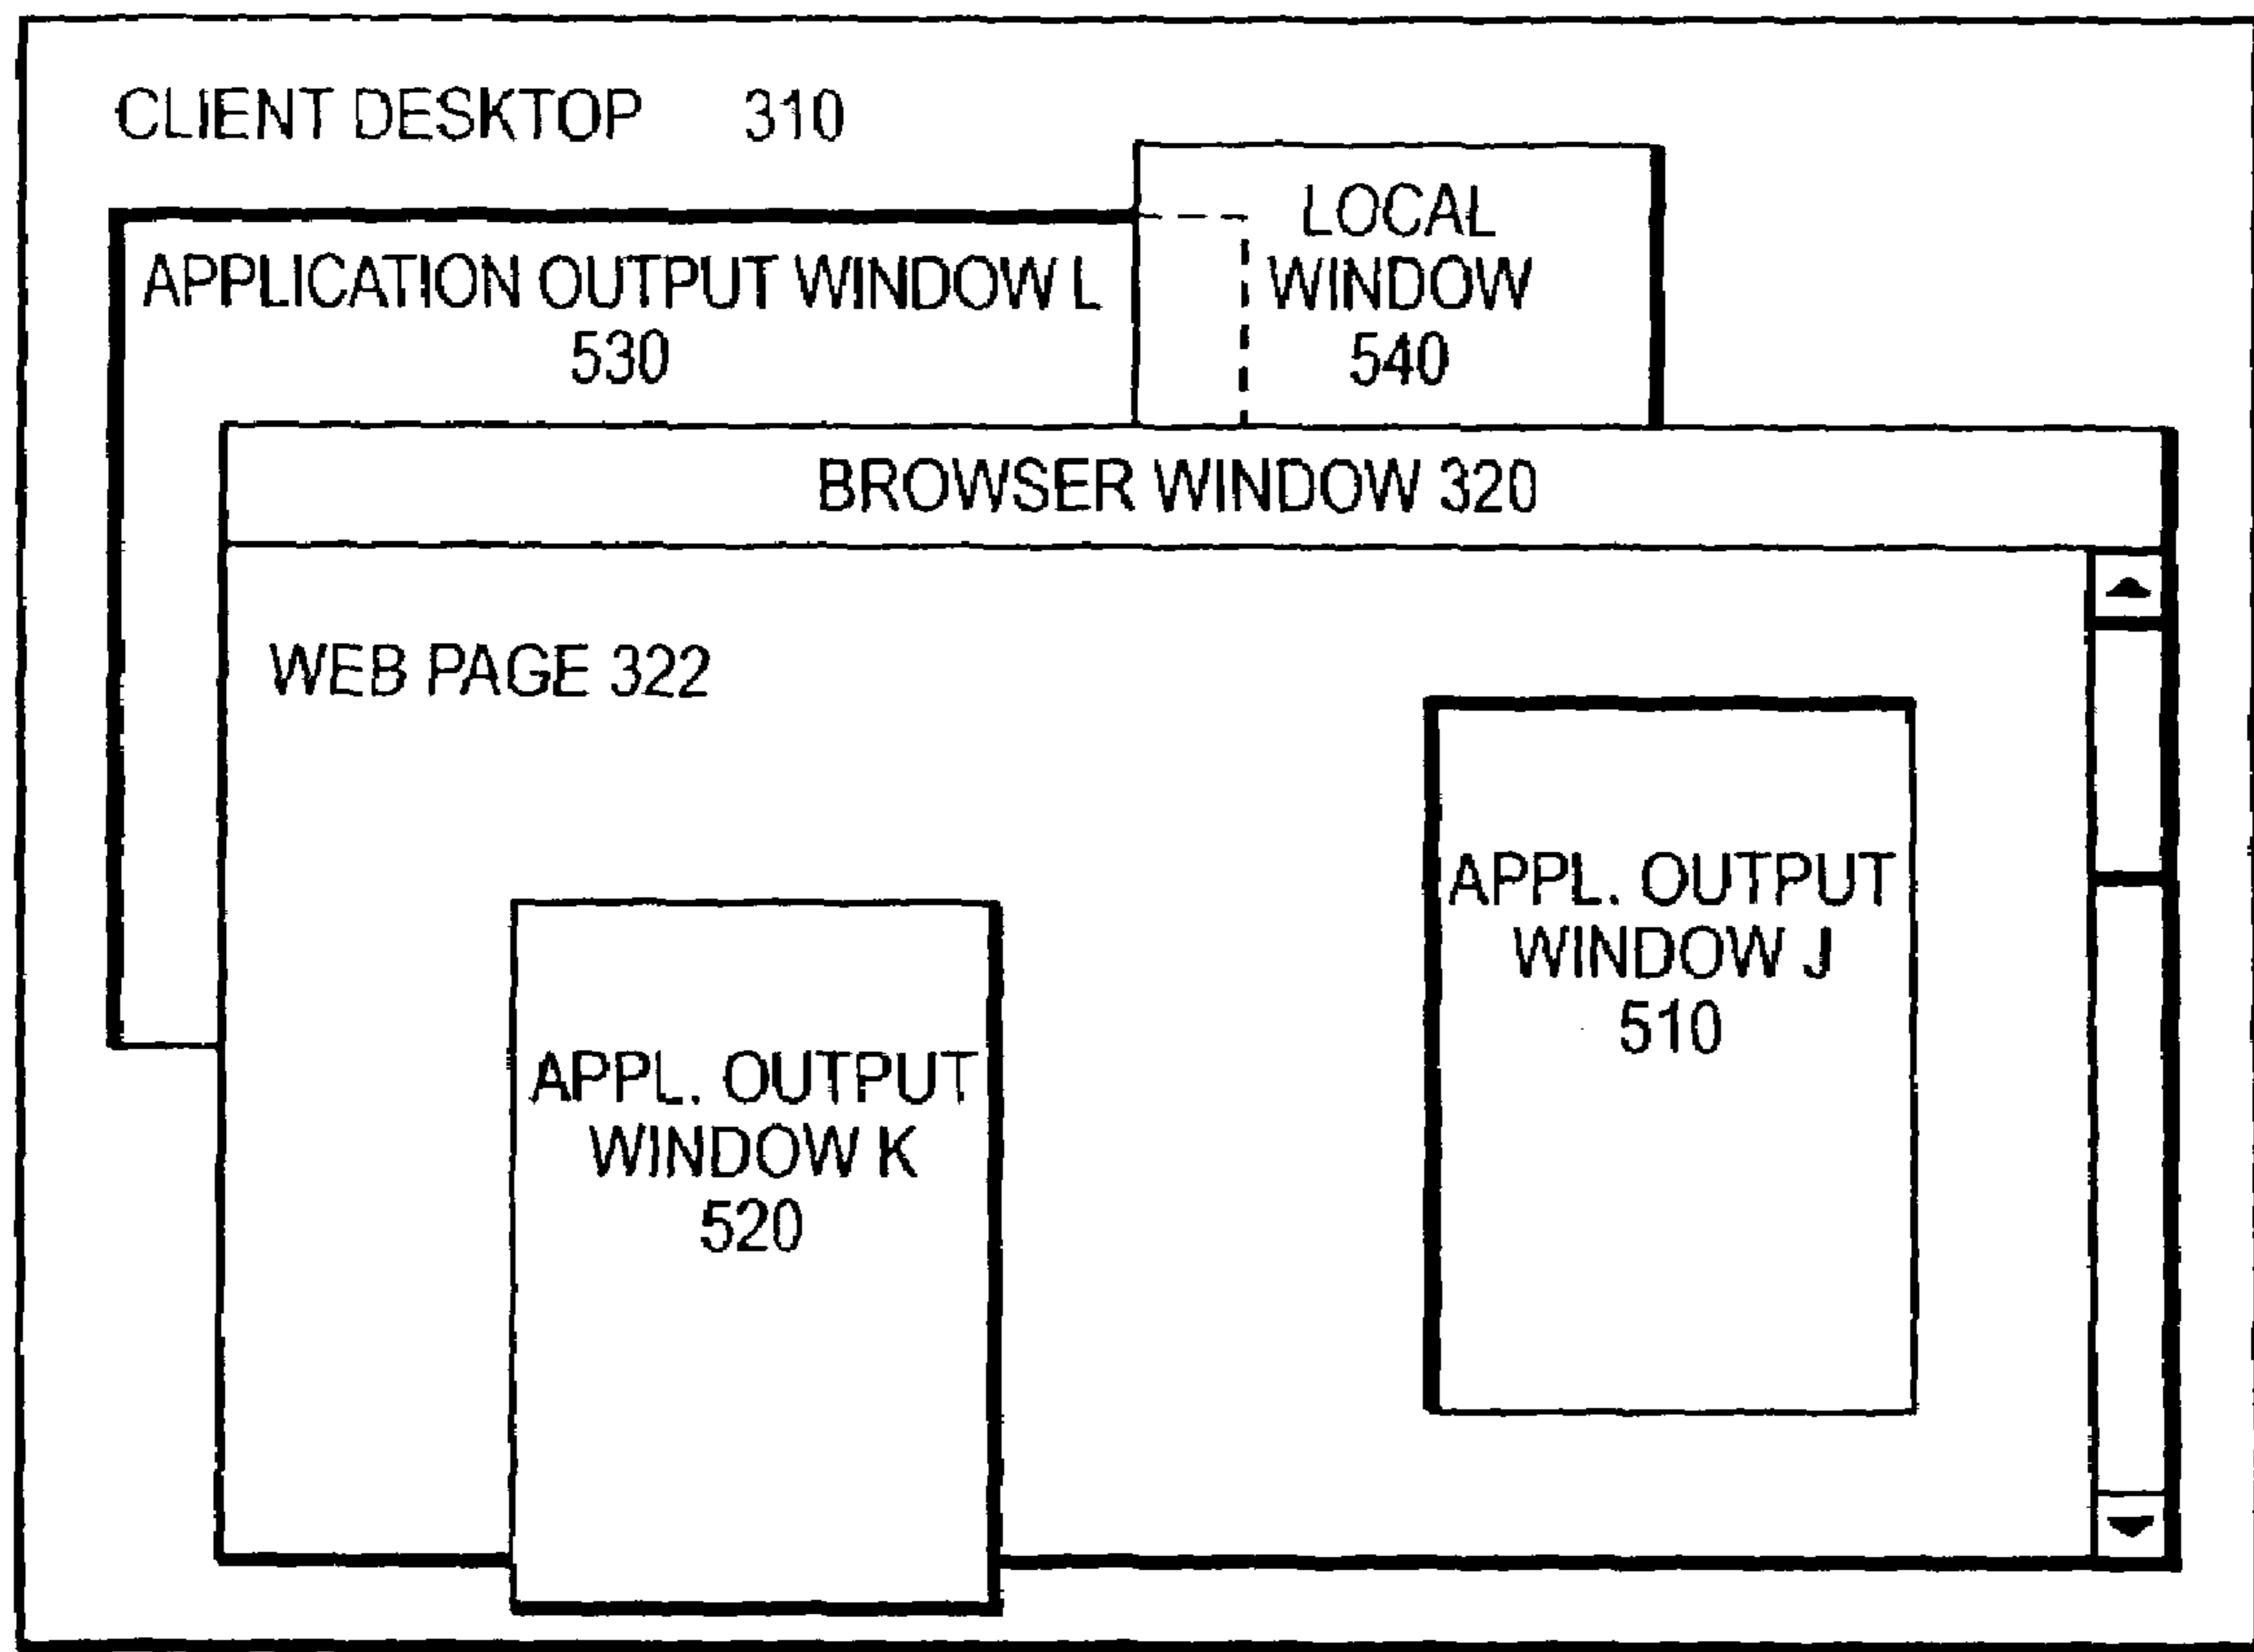 CLIENT DESKTOP 310
LOCAL
WINDOW
540
APPLICATION OUTPUT WINDOW L
530
BROWSER WINDOW 320
WEB PAGE 322
APPL. OUTPUT
WINDOW J
510
APPL. OUTPUT
WINDOW K
520